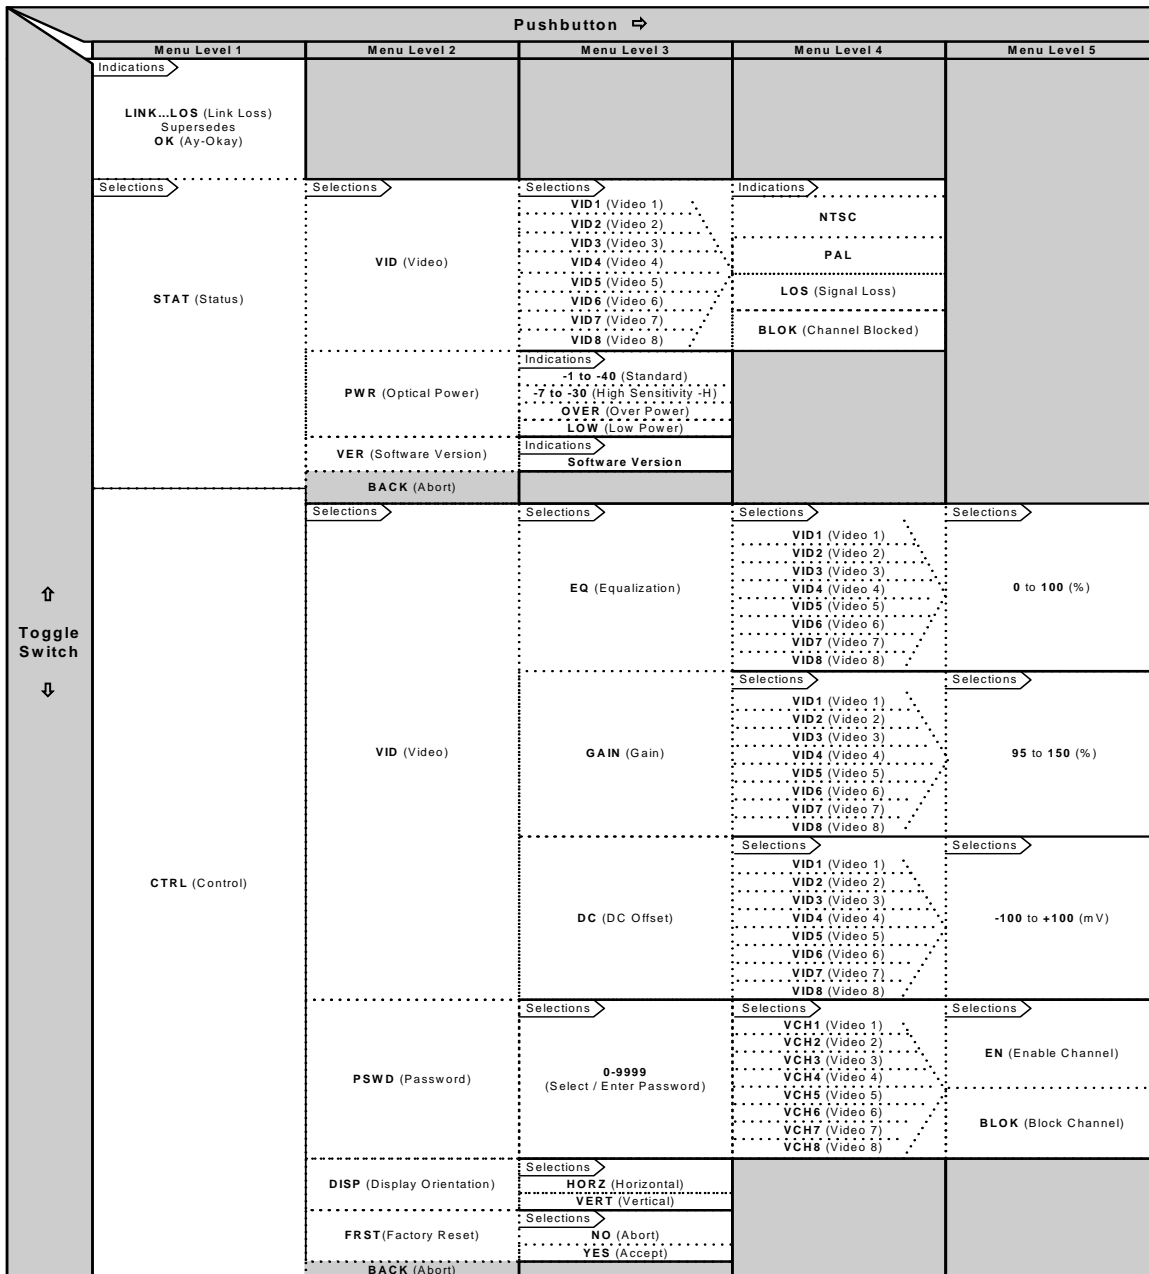 Pushbutton ⇨
Menu Level 1 Menu Level 2 Menu Level 3 Menu Level 4 Menu Level 5
Indications
LINK...LOS (Link Loss)
Supersedes
OK (Ay-Okay)
Selections
STAT (Status)
Selections
VID (Video)
Selections
VID1 (Video 1)
VID2 (Video 2)
VID3 (Video 3)
VID4 (Video 4)
VID5 (Video 5)
VID6 (Video 6)
VID7 (Video 7)
VID8 (Video 8)
Indications
NTSC
PAL
LOS (Signal Loss)
BLOK (Channel Blocked)
PWR (Optical Power)
Indications
-1 to -40 (Standard)
-7 to -30 (High Sensitivity -H)
OVER (Over Power)
LOW (Low Power)
VER (Software Version)
Indications
Software Version
BACK (Abort)
⇧
Toggle
Switch
⇩
CTRL (Control)
Selections
VID (Video)
Selections
EQ (Equalization)
Selections
VID1 (Video 1)
VID2 (Video 2)
VID3 (Video 3)
VID4 (Video 4)
VID5 (Video 5)
VID6 (Video 6)
VID7 (Video 7)
VID8 (Video 8)
Selections
0 to 100 (%)
GAIN (Gain)
Selections
VID1 (Video 1)
VID2 (Video 2)
VID3 (Video 3)
VID4 (Video 4)
VID5 (Video 5)
VID6 (Video 6)
VID7 (Video 7)
VID8 (Video 8)
Selections
95 to 150 (%)
DC (DC Offset)
Selections
VID1 (Video 1)
VID2 (Video 2)
VID3 (Video 3)
VID4 (Video 4)
VID5 (Video 5)
VID6 (Video 6)
VID7 (Video 7)
VID8 (Video 8)
Selections
-100 to +100 (mV)
PSWD (Password)
Selections
0-9999
(Select / Enter Password)
Selections
VCH1 (Video 1)
VCH2 (Video 2)
VCH3 (Video 3)
VCH4 (Video 4)
VCH5 (Video 5)
VCH6 (Video 6)
VCH7 (Video 7)
VCH8 (Video 8)
Selections
EN (Enable Channel)
BLOK (Block Channel)
DISP (Display Orientation)
Selections
HORZ (Horizontal)
VERT (Vertical)
FRST(Factory Reset)
Selections
NO (Abort)
YES (Accept)
BACK (Abort)